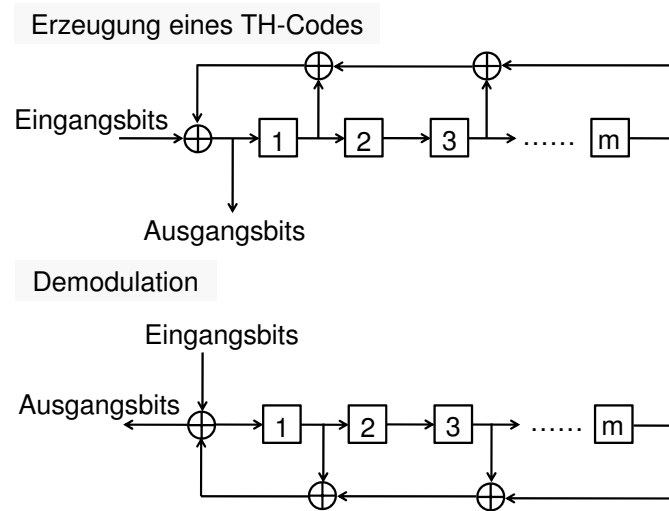 Erzeugung eines TH-Codes
Eingangsbits
1
2
3
......
m
Ausgangsbits
Demodulation
Eingangsbits
Ausgangsbits
1
2
3
......
m